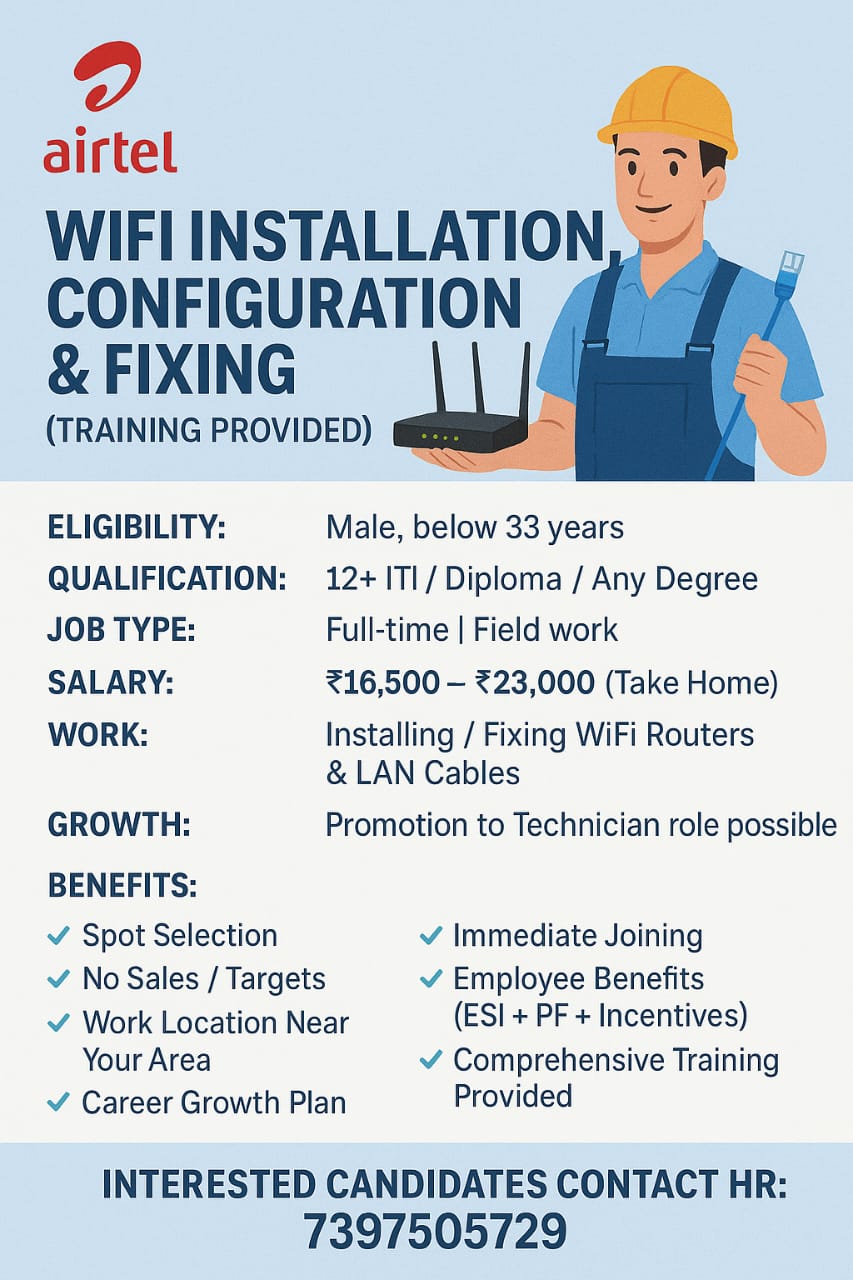 airtel
WIFI INSTALLATION,
CONFIGURATION
& FIXING
(TRAINING PROVIDED)
ELIGIBILITY: Male, below 33 years
QUALIFICATION: 12+ ITI / Diploma / Any Degree
JOB TYPE: Full-time | Field work
SALARY: ₹16,500 – ₹23,000 (Take Home)
WORK: Installing / Fixing WiFi Routers
& LAN Cables
GROWTH: Promotion to Technician role possible
BENEFITS:
✓ Spot Selection
✓ No Sales / Targets
✓ Work Location Near
Your Area
✓ Career Growth Plan
✓ Immediate Joining
✓ Employee Benefits
(ESI + PF + Incentives)
✓ Comprehensive Training
Provided
INTERESTED CANDIDATES CONTACT HR:
7397505729